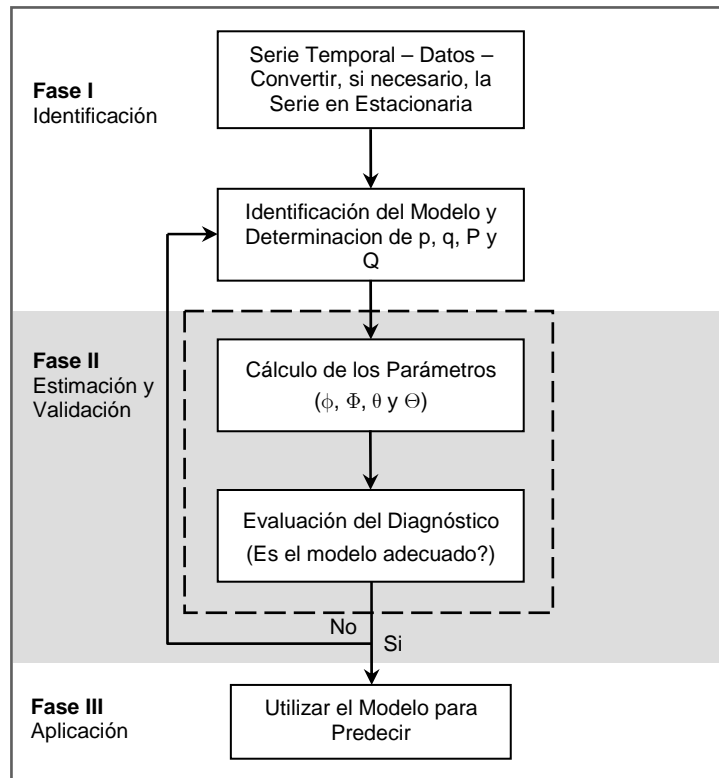 Fase I
Identificación
Serie Temporal – Datos –
Convertir, si necesario, la
Serie en Estacionaria
Identificación del Modelo y
Determinacion de p, q, P y
Q
Fase II
Estimación y
Validación
Cálculo de los Parámetros
(ϕ, Φ, θ y Θ)
Evaluación del Diagnóstico
(Es el modelo adecuado?)
No
Si
Fase III
Aplicación
Utilizar el Modelo para
Predecir